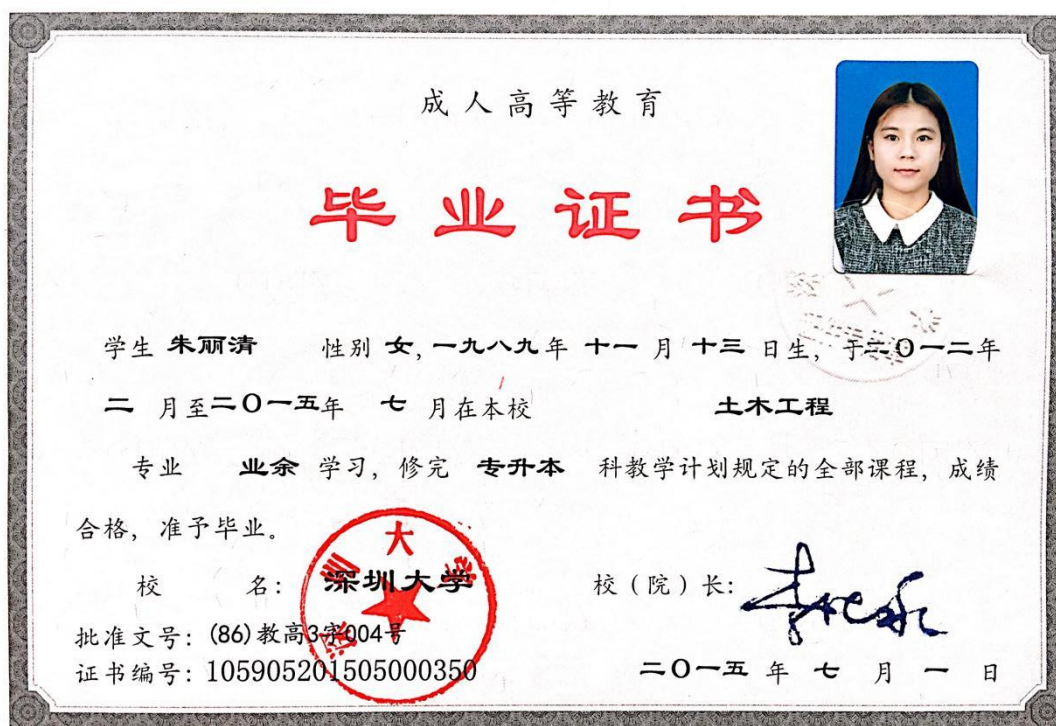 成人高等教育
毕业证书
学生 朱丽清 性别 女, 一九八九年 十一 月 十三 日生, 于二〇一二年
二 月至二〇一五年 七 月在本校 土木工程
专业 业余 学习, 修完 专升本 科教学计划规定的全部课程, 成绩
合格, 准予毕业。
校 名: 深圳大学
校（院）长:
批准文号: (86)教高3字004号
证书编号: 105905201505000350
二〇一五 年 七 月 一 日
深圳大学